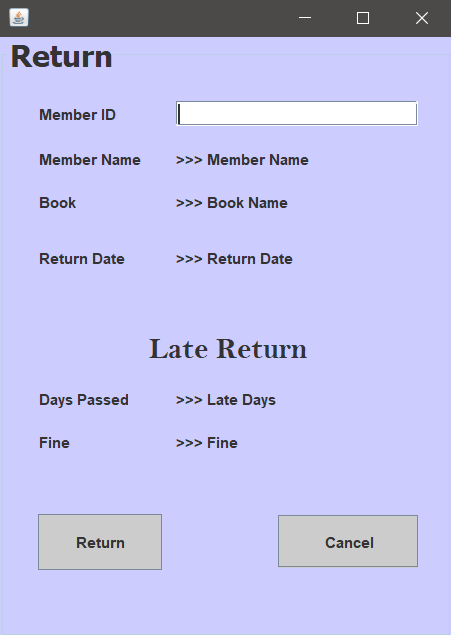 Return
Member ID
Member Name >>> Member Name
Book >>> Book Name
Return Date >>> Return Date
Late Return
Days Passed >>> Late Days
Fine >>> Fine
Return Cancel